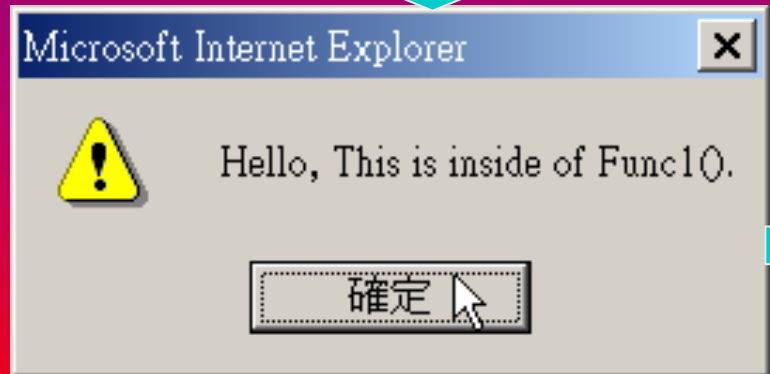 Microsoft Internet Explorer
Hello, This is inside of Func1().
確定